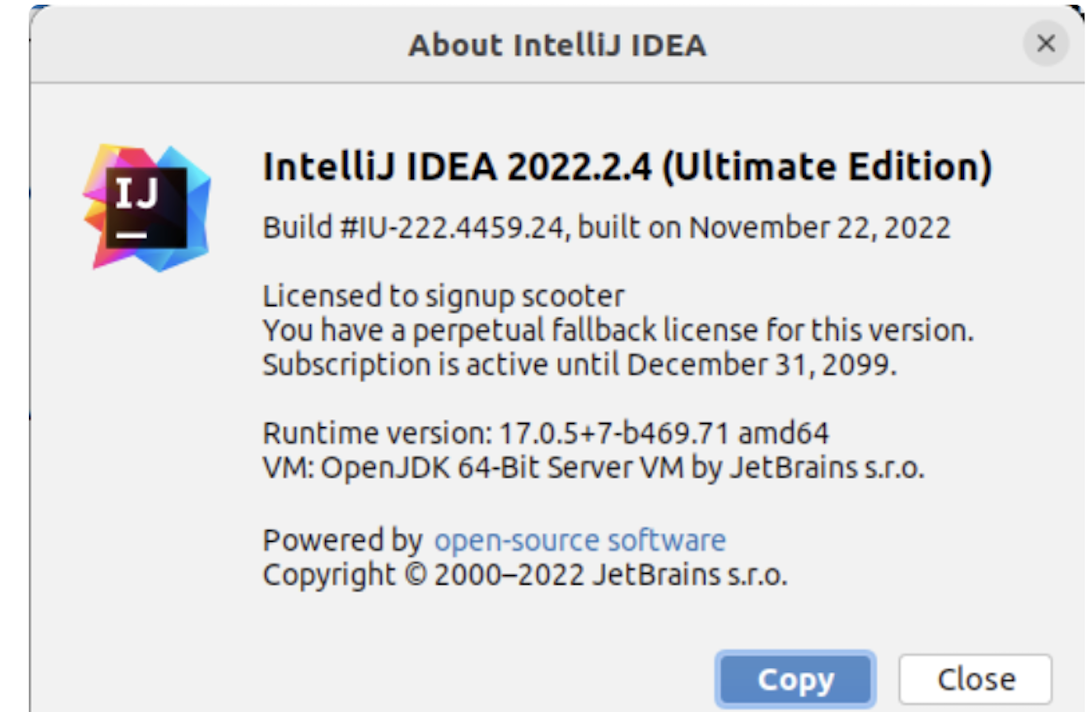 About IntelliJ IDEA
IJ
IntelliJ IDEA 2022.2.4 (Ultimate Edition)
Build #IU-222.4459.24, built on November 22, 2022
Licensed to signup scooter
You have a perpetual fallback license for this version.
Subscription is active until December 31, 2099.
Runtime version: 17.0.5+7-b469.71 amd64
VM: OpenJDK 64-Bit Server VM by JetBrains s.r.o.
Powered by open-source software
Copyright © 2000–2022 JetBrains s.r.o.
Copy Close